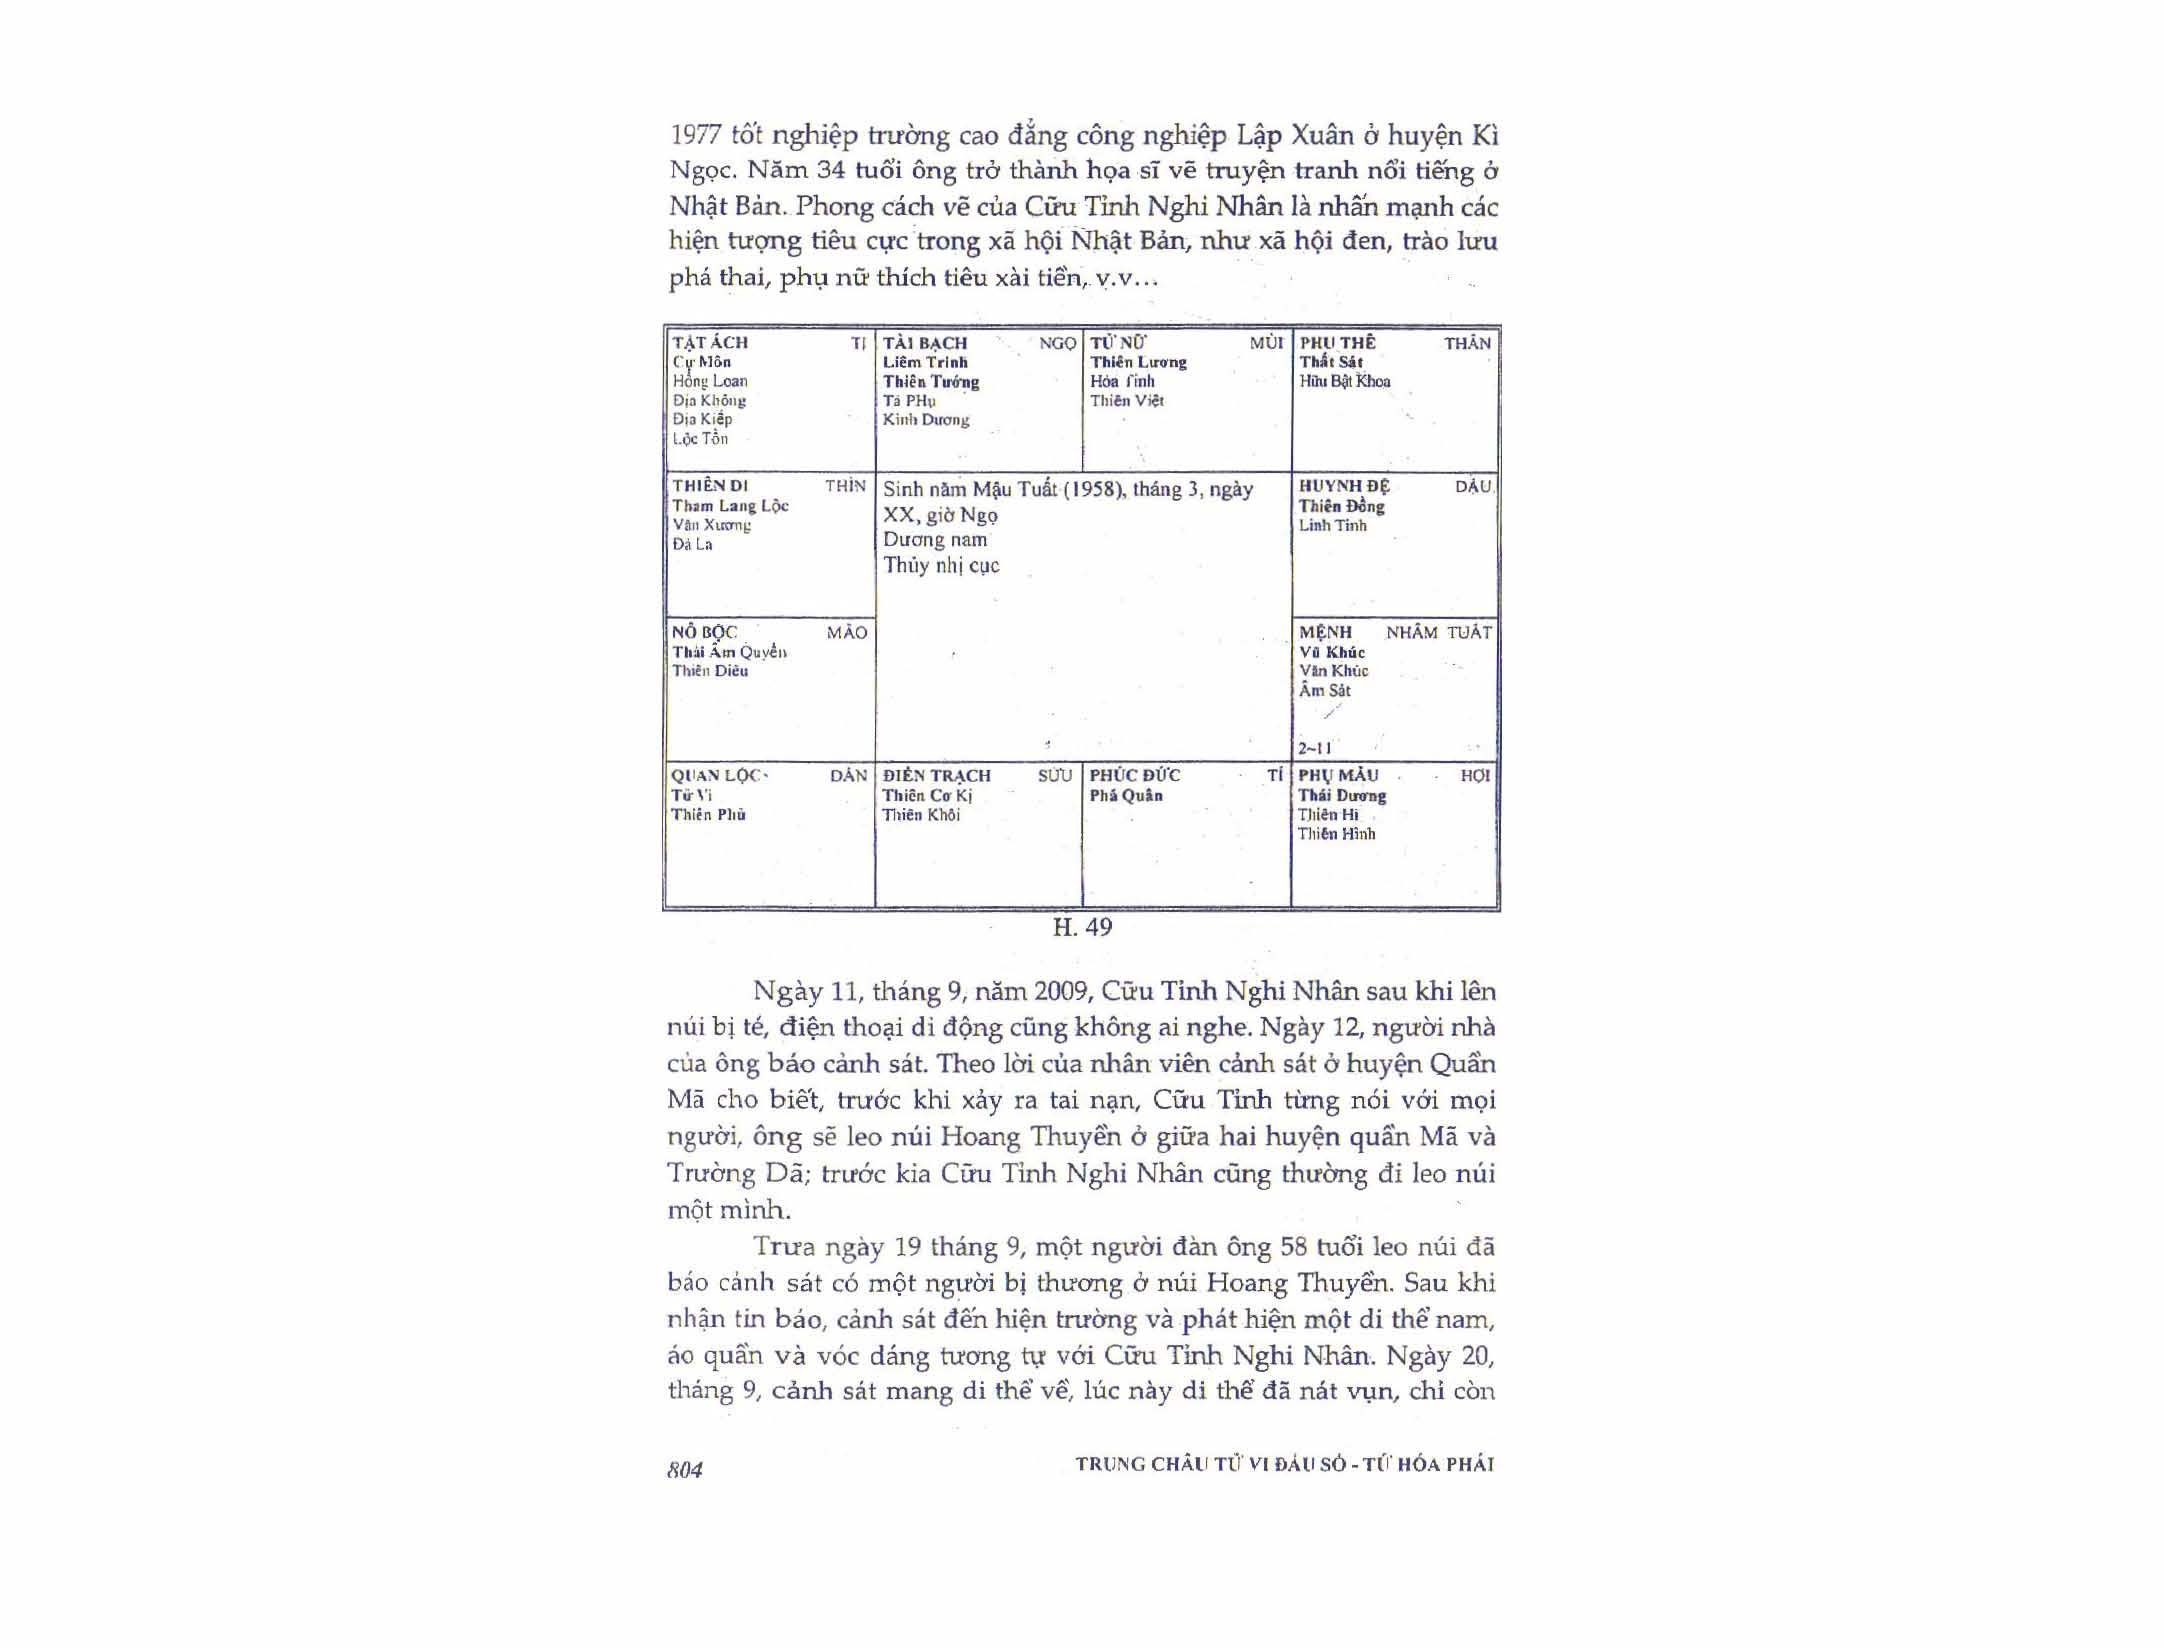 1977 tốt nghiệp trường cao đẳng công nghiệp Lập Xuân ở huyện Kì
Ngọc. Năm 34 tuổi ông trở thành họa sĩ vẽ truyện tranh nổi tiếng ở
Nhật Bản. Phong cách vẽ của Cữu Tỉnh Nghi Nhân là nhấn mạnh các
hiện tượng tiêu cực trong xã hội Nhật Bản, như xã hội đen, trào lưu
phá thai, phụ nữ thích tiêu xài tiền, v.v...
TẬT ÁCH TỊ
Cự Môn
Hồng Loan
Địa Không
Địa Kiếp
Lộc Tồn
TÀI BẠCH NGỌ
Liêm Trinh
Thiên Tướng
Tả PHụ
Kình Dương
TỬ NỮ MÙI
Thiên Lương
Hỏa Tinh
Thiên Việt
PHU THÊ THÂN
Thất Sát
Hữu Bật Khoa
THIÊN DI THÌN
Tham Lang Lộc
Văn Xương
Đà La
Sinh năm Mậu Tuất (1958), tháng 3, ngày
XX, giờ Ngọ
Dương nam
Thủy nhị cục
HUYNH ĐỆ DẬU
Thiên Đồng
Linh Tinh
NÔ BỘC MÃO
Thái Âm Quyền
Thiên Diêu
MỆNH NHÂM TUẤT
Vũ Khúc
Văn Khúc
Âm Sát
2~11
QUAN LỘC DẦN
Tử Vi
Thiên Phủ
ĐIỀN TRẠCH SỬU
Thiên Cơ Kị
Thiên Khôi
PHÚC ĐỨC TÍ
Phá Quân
PHỤ MẪU HỢI
Thái Dương
Thiên Hỉ
Thiên Hình
H. 49
Ngày 11, tháng 9, năm 2009, Cữu Tỉnh Nghi Nhân sau khi lên
núi bị té, điện thoại di động cũng không ai nghe. Ngày 12, người nhà
của ông báo cảnh sát. Theo lời của nhân viên cảnh sát ở huyện Quần
Mã cho biết, trước khi xảy ra tai nạn, Cữu Tỉnh từng nói với mọi
người, ông sẽ leo núi Hoang Thuyền ở giữa hai huyện quần Mã và
Trường Dã; trước kia Cữu Tỉnh Nghi Nhân cũng thường đi leo núi
một mình.
Trưa ngày 19 tháng 9, một người đàn ông 58 tuổi leo núi đã
báo cảnh sát có một người bị thương ở núi Hoang Thuyền. Sau khi
nhận tin báo, cảnh sát đến hiện trường và phát hiện một di thể nam,
áo quần và vóc dáng tương tự với Cữu Tỉnh Nghi Nhân. Ngày 20,
tháng 9, cảnh sát mang di thể về, lúc này di thể đã nát vụn, chỉ còn
804 TRUNG CHÂU TỬ VI ĐẨU SỐ - TỨ HÓA PHÁI